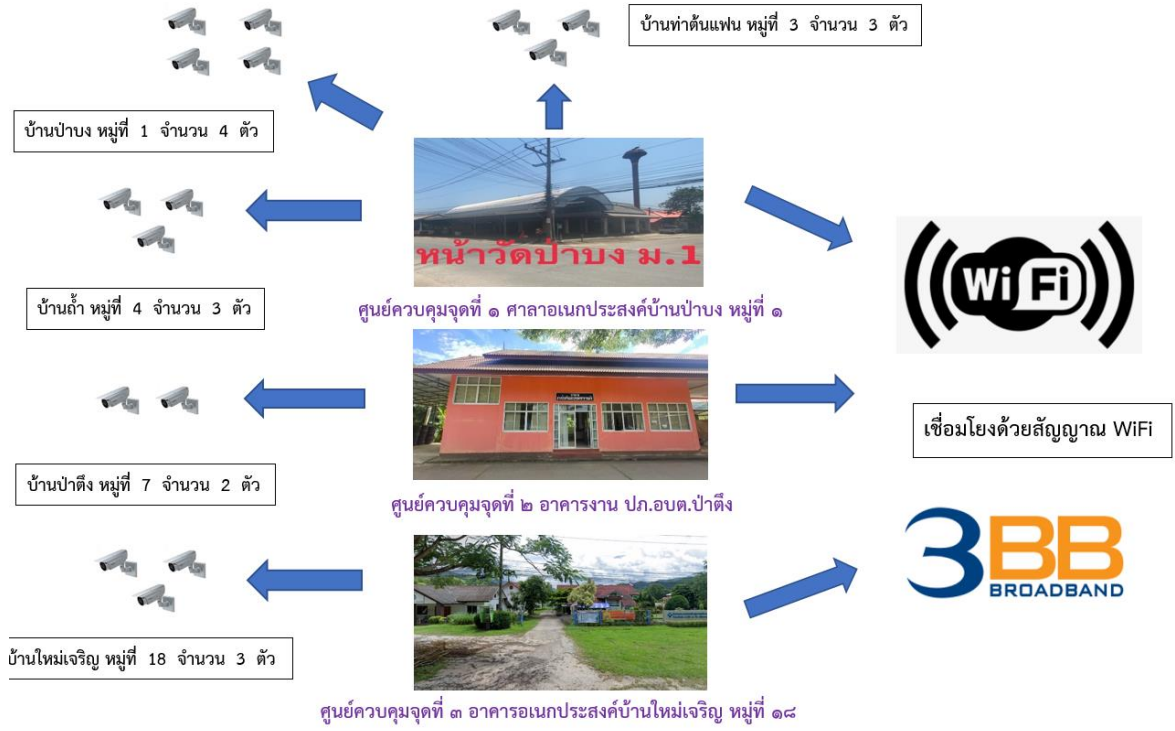 บ้านท่าต้นแฟน หมู่ที่ 3 จำนวน 3 ตัว
บ้านป่าบง หมู่ที่ 1 จำนวน 4 ตัว
หน้าวัดป่าบง ม.1
บ้านถ้ำ หมู่ที่ 4 จำนวน 3 ตัว
ศูนย์ควบคุมจุดที่ ๑ ศาลาอเนกประสงค์บ้านป่าบง หมู่ที่ ๑
Wi Fi
เชื่อมโยงด้วยสัญญาณ WiFi
บ้านป่าตึง หมู่ที่ 7 จำนวน 2 ตัว
ศูนย์ควบคุมจุดที่ ๒ อาคารงาน ปภ.อบต.ป่าตึง
3BB
BROADBAND
บ้านใหม่เจริญ หมู่ที่ 18 จำนวน 3 ตัว
ศูนย์ควบคุมจุดที่ ๓ อาคารอเนกประสงค์บ้านใหม่เจริญ หมู่ที่ ๑๘